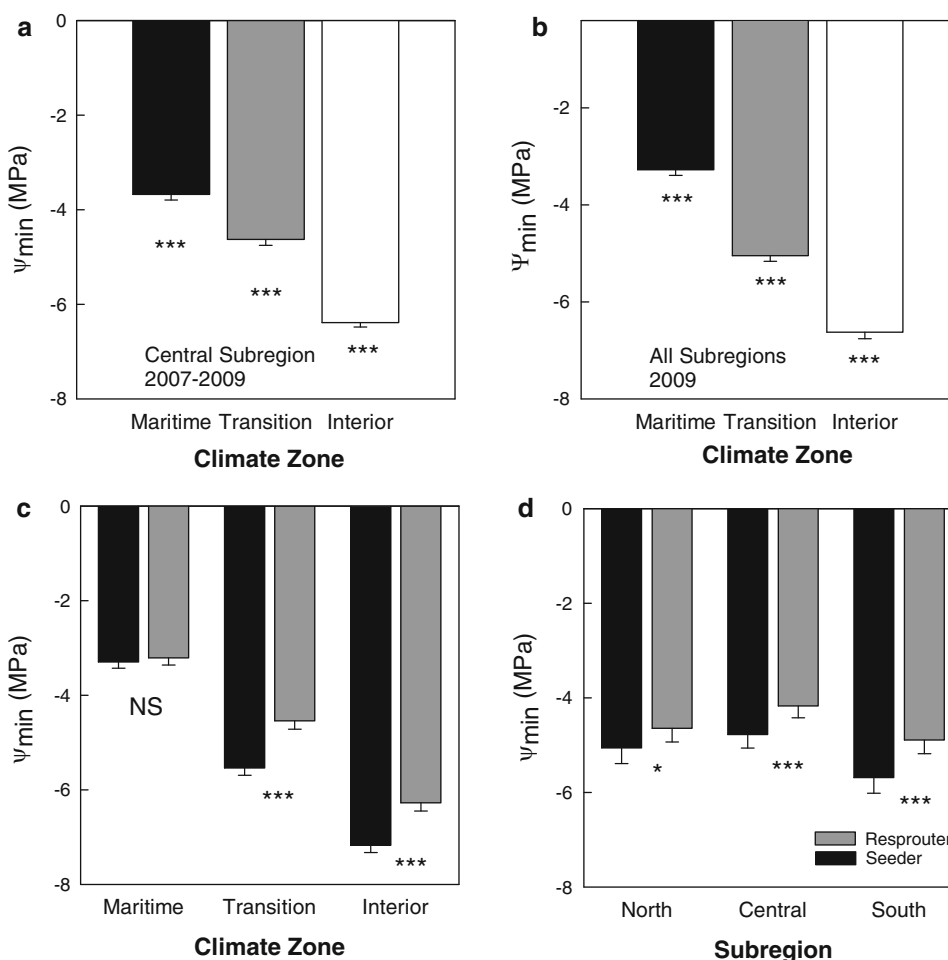 a
0
-2
-4
-6
-8
Ψmin (MPa)
***
***
***
Central Subregion
2007-2009
Maritime Transition Interior
Climate Zone
b
0
-2
-4
-6
-8
Ψmin (MPa)
***
***
***
All Subregions
2009
Maritime Transition Interior
Climate Zone
c
0
-2
-4
-6
-8
Ψmin (MPa)
NS
***
***
Maritime Transition Interior
Climate Zone
d
0
-2
-4
-6
-8
Ψmin (MPa)
*
***
***
Resprouter
Seeder
North Central South
Subregion